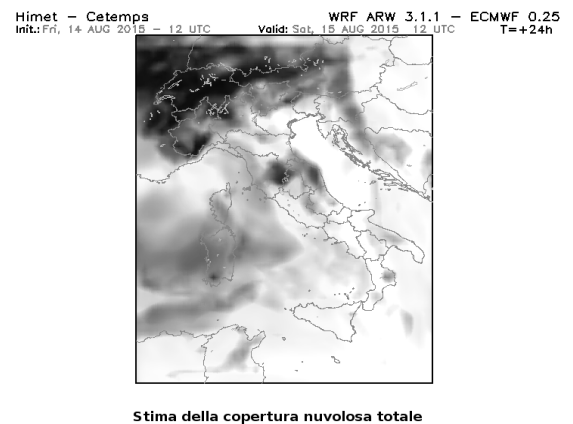 Himet – Cetemps WRF ARW 3.1.1 – ECMWF 0.25
Init.: Fri, 14 AUG 2015 – 12 UTC Valid: Sat, 15 AUG 2015 12 UTC T=+24h
Stima della copertura nuvolosa totale